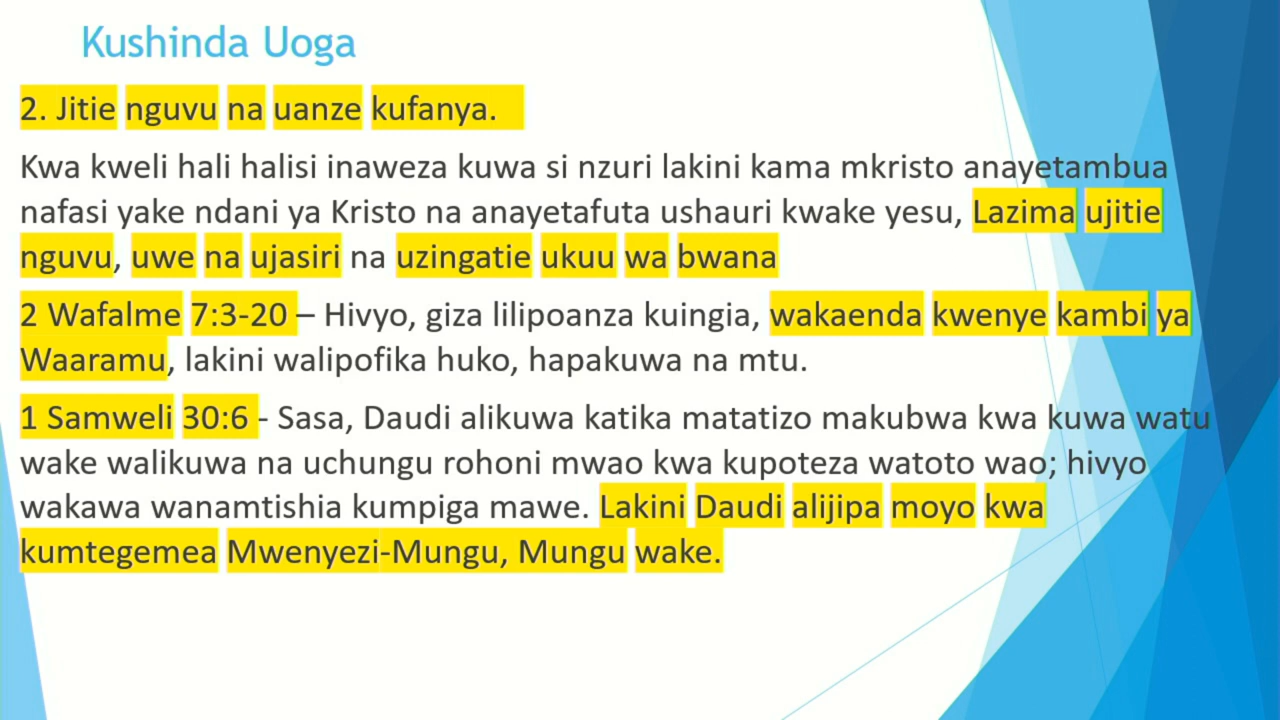 Kushinda Uoga
2. Jitie nguvu na uanze kufanya.
Kwa kweli hali halisi inaweza kuwa si nzuri lakini kama mkristo anayetambua
nafasi yake ndani ya Kristo na anayetafuta ushauri kwake yesu, Lazima ujitie
nguvu, uwe na ujasiri na uzingatie ukuu wa bwana
2 Wafalme 7:3-20 – Hivyo, giza lilipoanza kuingia, wakaenda kwenye kambi ya
Waaramu, lakini walipofika huko, hapakuwa na mtu.
1 Samweli 30:6 - Sasa, Daudi alikuwa katika matatizo makubwa kwa kuwa watu
wake walikuwa na uchungu rohoni mwao kwa kupoteza watoto wao; hivyo
wakawa wanamtishia kumpiga mawe. Lakini Daudi alijipa moyo kwa
kumtegemea Mwenyezi-Mungu, Mungu wake.